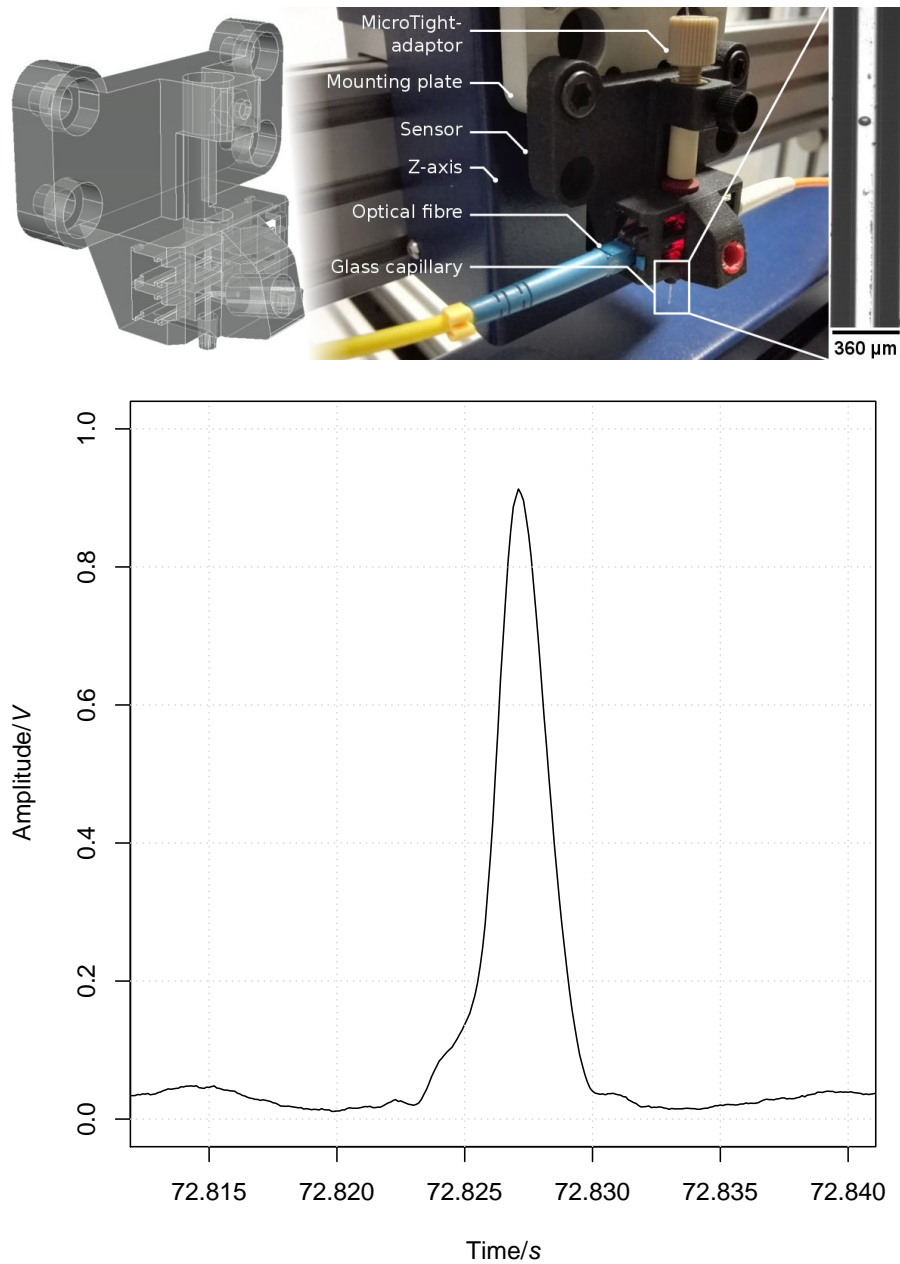 MicroTight-
adaptor
Mounting plate
Sensor
Z-axis
Optical fibre
Glass capillary
360 µm
1.0
0.8
0.6
0.4
0.2
0.0
Amplitude/V
72.815 72.820 72.825 72.830 72.835 72.840
Time/s